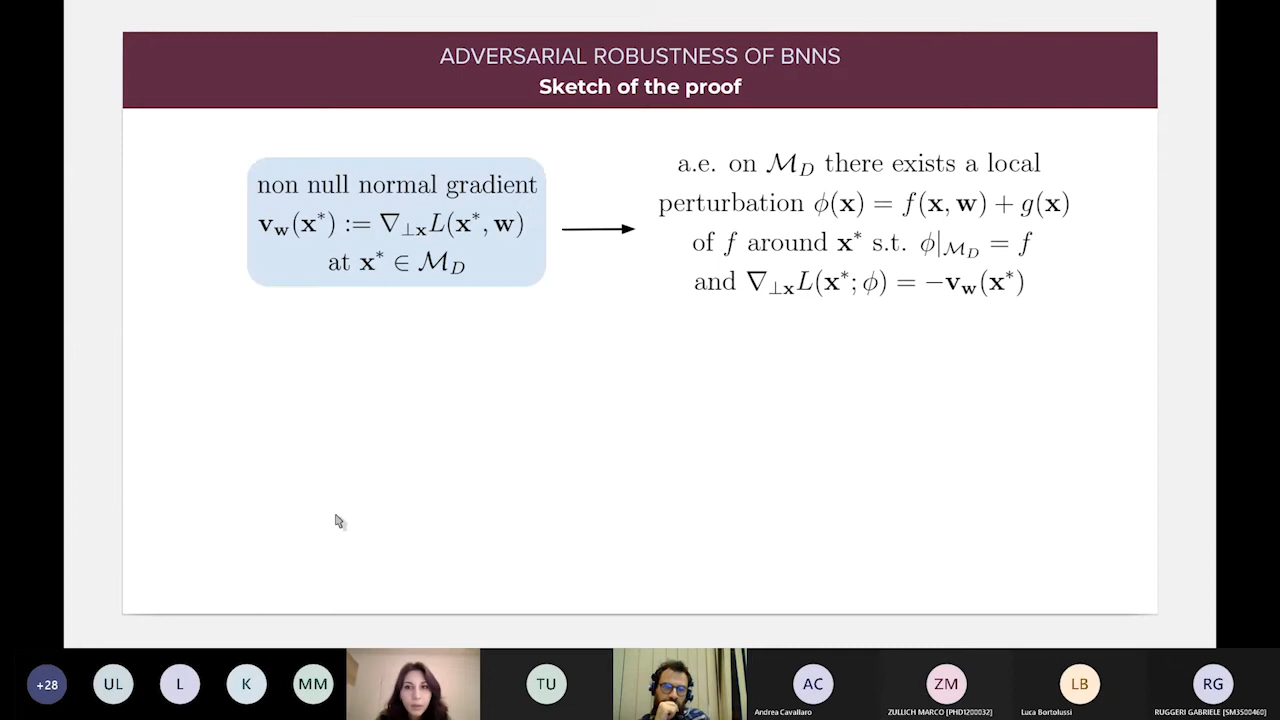 ADVERSARIAL ROBUSTNESS OF BNNS
Sketch of the proof
non null normal gradient
𝐯_𝐰(𝐱*) := ∇_⊥𝐱 L(𝐱*, 𝐰)
at 𝐱* ∈ ℳ_D
a.e. on ℳ_D there exists a local
perturbation ϕ(𝐱) = f(𝐱, 𝐰) + g(𝐱)
of f around 𝐱* s.t. ϕ|_ℳ_D = f
and ∇_⊥𝐱 L(𝐱*; ϕ) = −𝐯_𝐰(𝐱*)
+28
UL
L
K
MM
TU
AC
ZM
LB
RG
Andrea Cavallaro
ZULLICH MARCO [PHD1200032]
Luca Bortolussi
RUGGERI GABRIELE [SM3500460]